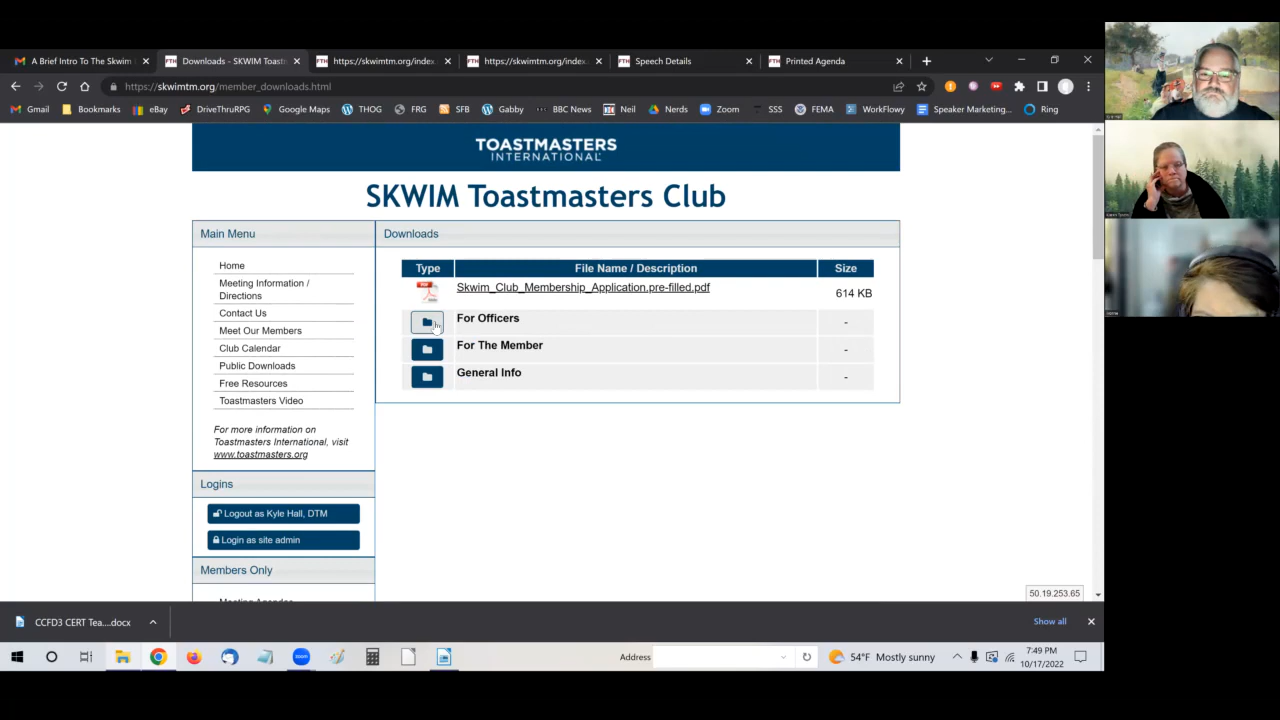 A Brief Intro To The Skwim
Downloads - SKWIM Toastm
https://skwimtm.org/index.
https://skwimtm.org/index.
Speech Details
Printed Agenda
https://skwimtm.org/member_downloads.html
Gmail
Bookmarks
eBay
DriveThruRPG
Google Maps
THOG
FRG
SFB
Gabby
BBC News
Neil
Nerds
Zoom
SSS
FEMA
WorkFlowy
Speaker Marketing...
Ring
TOASTMASTERS
INTERNATIONAL
SKWIM Toastmasters Club
Main Menu
Home
Meeting Information /
Directions
Contact Us
Meet Our Members
Club Calendar
Public Downloads
Free Resources
Toastmasters Video
For more information on
Toastmasters International, visit
www.toastmasters.org
Logins
Logout as Kyle Hall, DTM
Login as site admin
Members Only
Meeting Agendas
Downloads
Type File Name / Description Size
Skwim_Club_Membership_Application.pre-filled.pdf 614 KB
For Officers -
For The Member -
General Info -
50.19.253.65
CCFD3 CERT Tea....docx
Show all
Address
54°F Mostly sunny
7:49 PM
10/17/2022